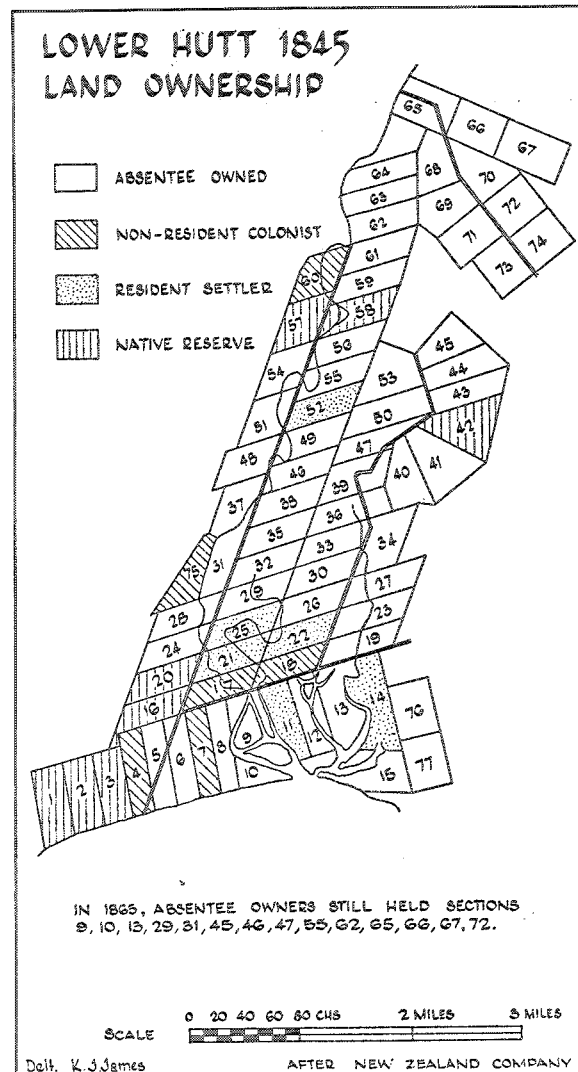 LOWER HUTT 1845
LAND OWNERSHIP
ABSENTEE OWNED
NON-RESIDENT COLONIST
RESIDENT SETTLER
NATIVE RESERVE
65 66 67
64 68 70
63
62 69 72
61 71 74
60 59 73
57 58
56 45
54 55 53 44
52 43
51 49 50 42
48 46 47 41
37 38 39 40
35 36
75 31 32 33 34
29 30
28 26 27
24 25 22 23
20 21 19
16 17 18
14
11 13 76
4 5 7 9 12
3 6 8 10 15 77
1 2
IN 1865, ABSENTEE OWNERS STILL HELD SECTIONS
9, 10, 13, 29, 31, 45, 46, 47, 55, 62, 65, 66, 67, 72.
0 20 40 60 80 CHS 2 MILES 3 MILES
SCALE
Delt. K.J.James AFTER NEW ZEALAND COMPANY